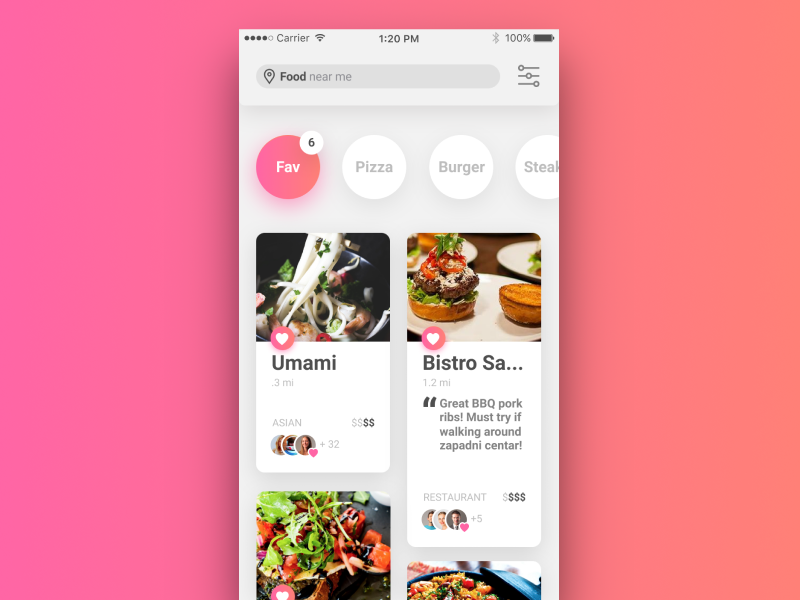 Carrier 1:20 PM 100%
Food near me
6
Fav Pizza Burger Steak
Umami
.3 mi
ASIAN $$$$
+ 32
Bistro Sa...
1.2 mi
“ Great BBQ pork
ribs! Must try if
walking around
zapadni centar!
RESTAURANT $$$$
+5